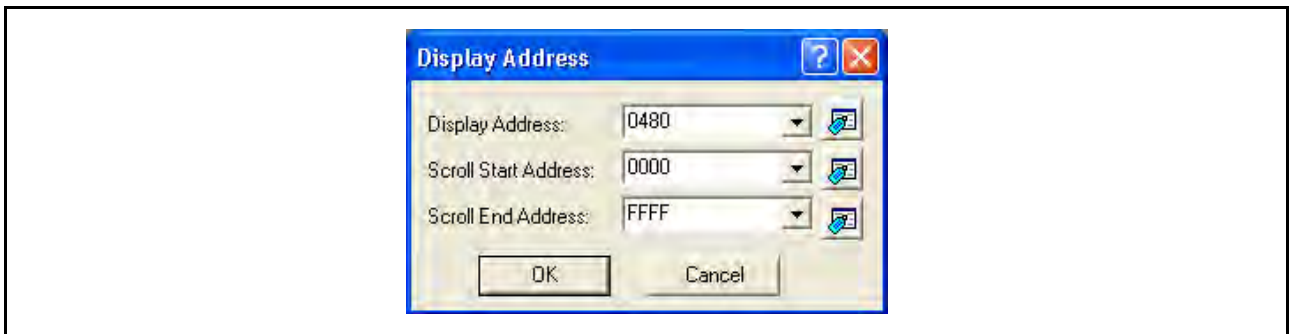 Display Address
Display Address: 0480
Scroll Start Address: 0000
Scroll End Address: FFFF
OK Cancel